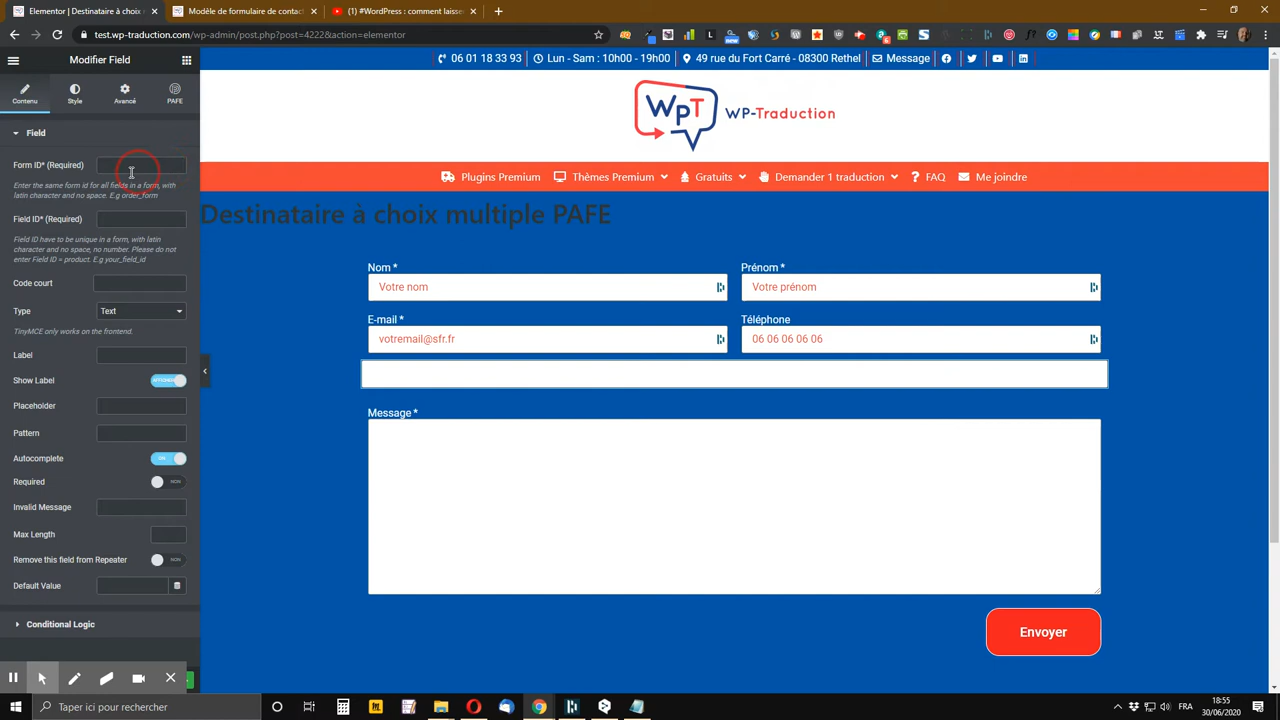 Elementor | Destinataire à choix
Modèle de formulaire de contact
#WordPress : comment laisser
test.wp-traduction.com/wp-admin/post.php?post=4222&action=elementor
Modifier Field
Contenu
Style
Avancé
PAFE
Field
Form ID* (Required)
Enter the same form id for all fields in a form, with
latin character and no space. E.g order_form
Field ID* (Required)
Field ID have to be unique in a form, with latin
character and no space, no number. Please do not
enter Field ID = product. E.g your_field_id
Code court
Type
Text
TinyMCE only works on the frontend.
Label
Show Label
Placeholder
Pattern
Autocomplete
ON
Required
NON
Invalid Message
Max Length
Remove this field from Repeater
NON
Default Value
Conditional Logic
06 01 18 33 93
Lun - Sam : 10h00 - 19h00
49 rue du Fort Carré - 08300 Rethel
Message
WpT
WP-Traduction
Plugins Premium
Thèmes Premium
Gratuits
Demander 1 traduction
FAQ
Me joindre
Destinataire à choix multiple PAFE
Nom *
Prénom *
Votre nom
Votre prénom
E-mail *
Téléphone
votremail@sfr.fr
06 06 06 06 06
Message *
Envoyer
Taper ici pour rechercher
FRA
18:55
30/06/2020